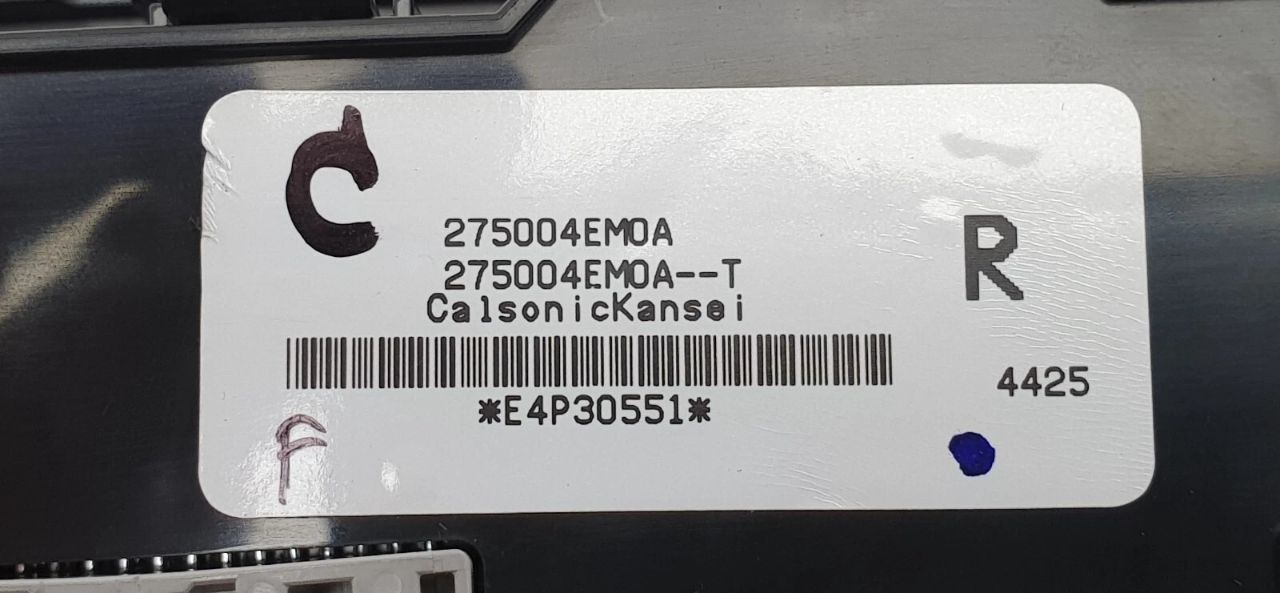 C
275004EM0A
275004EM0A--T
CalsonicKansei
R
4425
*E4P30551*
F